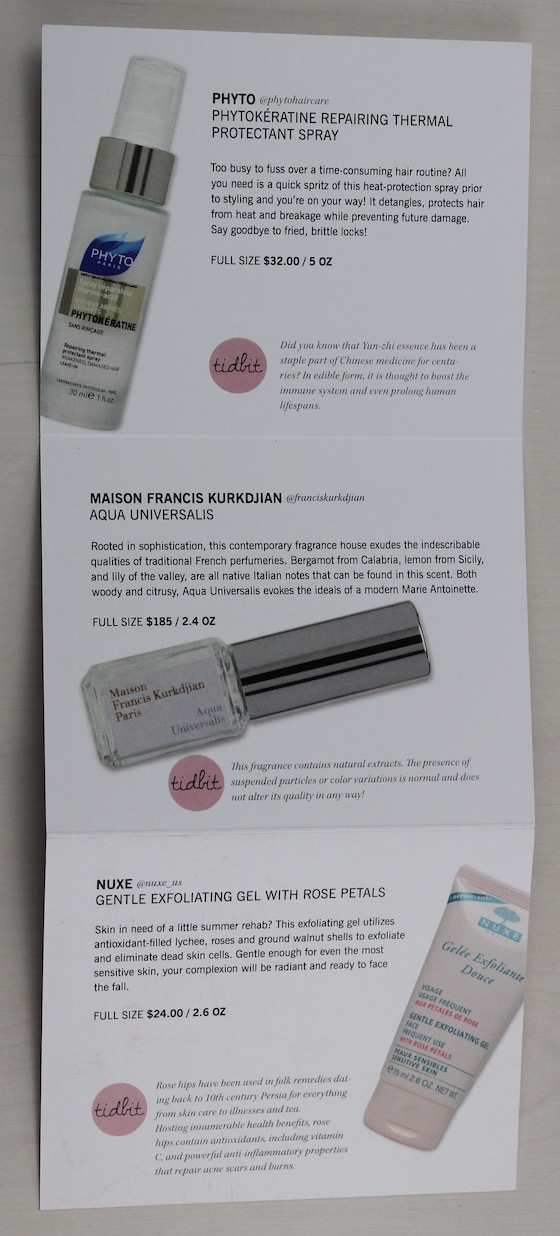 PHYTO @phytohaircare
PHYTOKÉRATINE REPAIRING THERMAL
PROTECTANT SPRAY
Too busy to fuss over a time-consuming hair routine? All
you need is a quick spritz of this heat-protection spray prior
to styling and you're on your way! It detangles, protects hair
from heat and breakage while preventing future damage.
Say goodbye to fried, brittle locks!
FULL SIZE $32.00 / 5 OZ
PHYTO
PARIS
PHYTOKÉRATINE
SANS RINÇAGE
Repairing thermal
protectant spray
WEAKENED, DAMAGED HAIR
LEAVE-IN
30 ml e 1 fl.oz
tidbit
Did you know that Yun-zhi essence has been a
staple part of Chinese medicine for centu-
ries? In edible form, it is thought to boost the
immune system and even prolong human
lifespans.
MAISON FRANCIS KURKDJIAN @franciskurkdjian
AQUA UNIVERSALIS
Rooted in sophistication, this contemporary fragrance house exudes the indescribable
qualities of traditional French perfumeries. Bergamot from Calabria, lemon from Sicily,
and lily of the valley, are all native Italian notes that can be found in this scent. Both
woody and citrusy, Aqua Universalis evokes the ideals of a modern Marie Antoinette.
FULL SIZE $185 / 2.4 OZ
Maison
Francis Kurkdjian
Paris
Aqua
Universalis
tidbit
This fragrance contains natural extracts. The presence of
suspended particles or color variations is normal and does
not alter its quality in any way!
NUXE @nuxe_us
GENTLE EXFOLIATING GEL WITH ROSE PETALS
Skin in need of a little summer rehab? This exfoliating gel utilizes
antioxidant-filled lychee, roses and ground walnut shells to exfoliate
and eliminate dead skin cells. Gentle enough for even the most
sensitive skin, your complexion will be radiant and ready to face
the fall.
FULL SIZE $24.00 / 2.6 OZ
NUXE
Gelée Exfoliante
Douce
VISAGE
USAGE FRÉQUENT
AUX PÉTALES DE ROSE
GENTLE EXFOLIATING GEL
FACE
FREQUENT USE
WITH ROSE PETALS
PEAUX SENSIBLES
SENSITIVE SKIN
e 75 ml 2.6 OZ. NET WT
tidbit
Rose hips have been used in folk remedies dat-
ing back to 10th century Persia for everything
from skin care to illnesses and tea.
Hosting innumerable health benefits, rose
hips contain antioxidants, including vitamin
C, and powerful anti-inflammatory properties
that repair acne scars and burns.